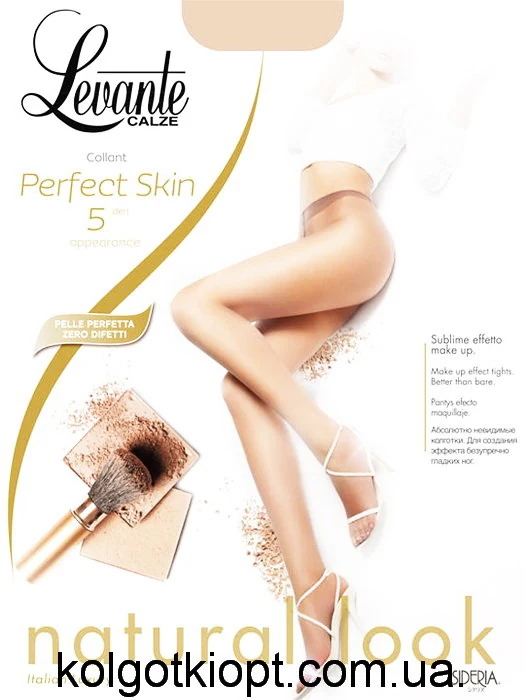 Levante
CALZE
Collant
Perfect Skin
5 den
appearance
PELLE PERFETTA
ZERO DIFETTI
Sublime effetto
make up.
Make up effect tights.
Better than bare.
Pantys efecto
maquillaje.
Абсолютно невидимые
колготки. Для создания
эффекта безупречно
гладких ног.
natural look
Italian
SIDERIA
kolgotkiopt.com.ua